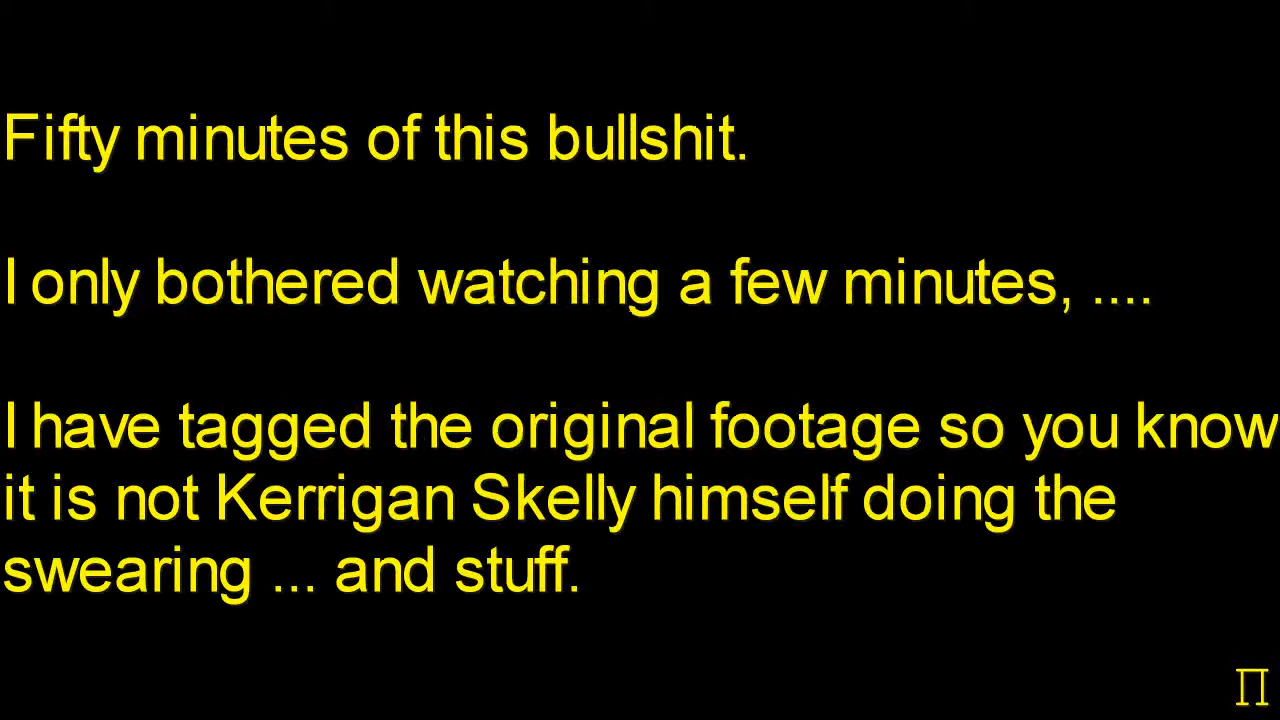 Fifty minutes of this bullshit.
I only bothered watching a few minutes, ....
I have tagged the original footage so you know
it is not Kerrigan Skelly himself doing the
swearing ... and stuff.
Π